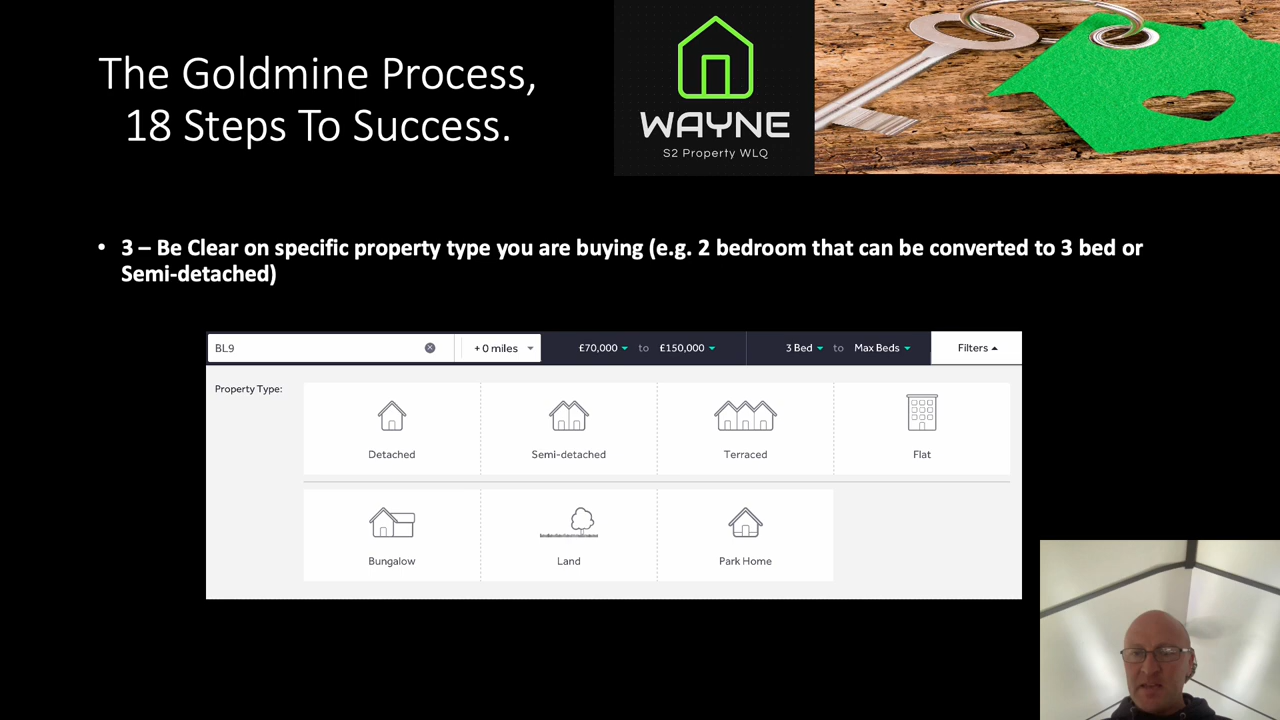 The Goldmine Process,
18 Steps To Success.
WAYNE
S2 Property WLQ
• 3 – Be Clear on specific property type you are buying (e.g. 2 bedroom that can be converted to 3 bed or
Semi-detached)
BL9 + 0 miles £70,000 to £150,000 3 Bed to Max Beds Filters
Property Type:
Detached Semi-detached Terraced Flat
Bungalow Land Park Home